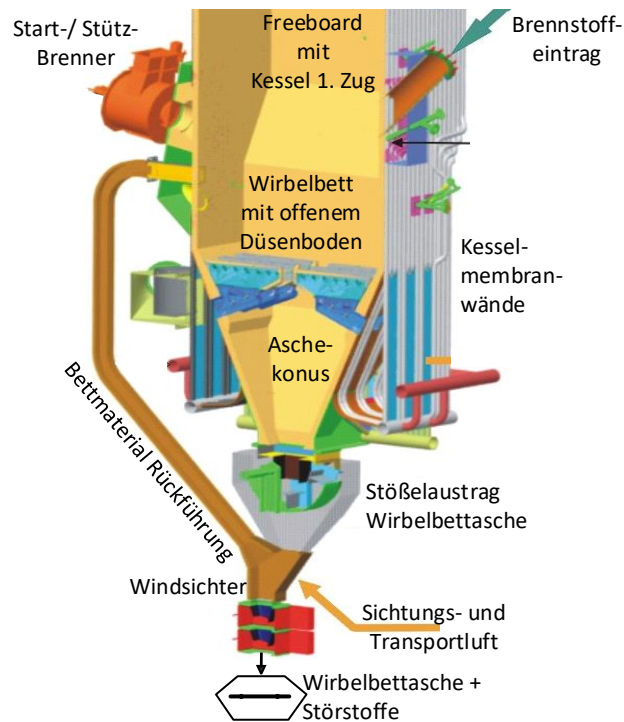 Start-/ Stütz-
Brenner
Freeboard
mit
Kessel 1. Zug
Brennstoff-
eintrag
Wirbelbett
mit offenem
Düsenboden
Kessel-
membran-
wände
Asche-
konus
Bettmaterial Rückführung
Stößelaustrag
Wirbelbettasche
Windsichter
Sichtungs- und
Transportluft
Wirbelbettasche +
Störstoffe